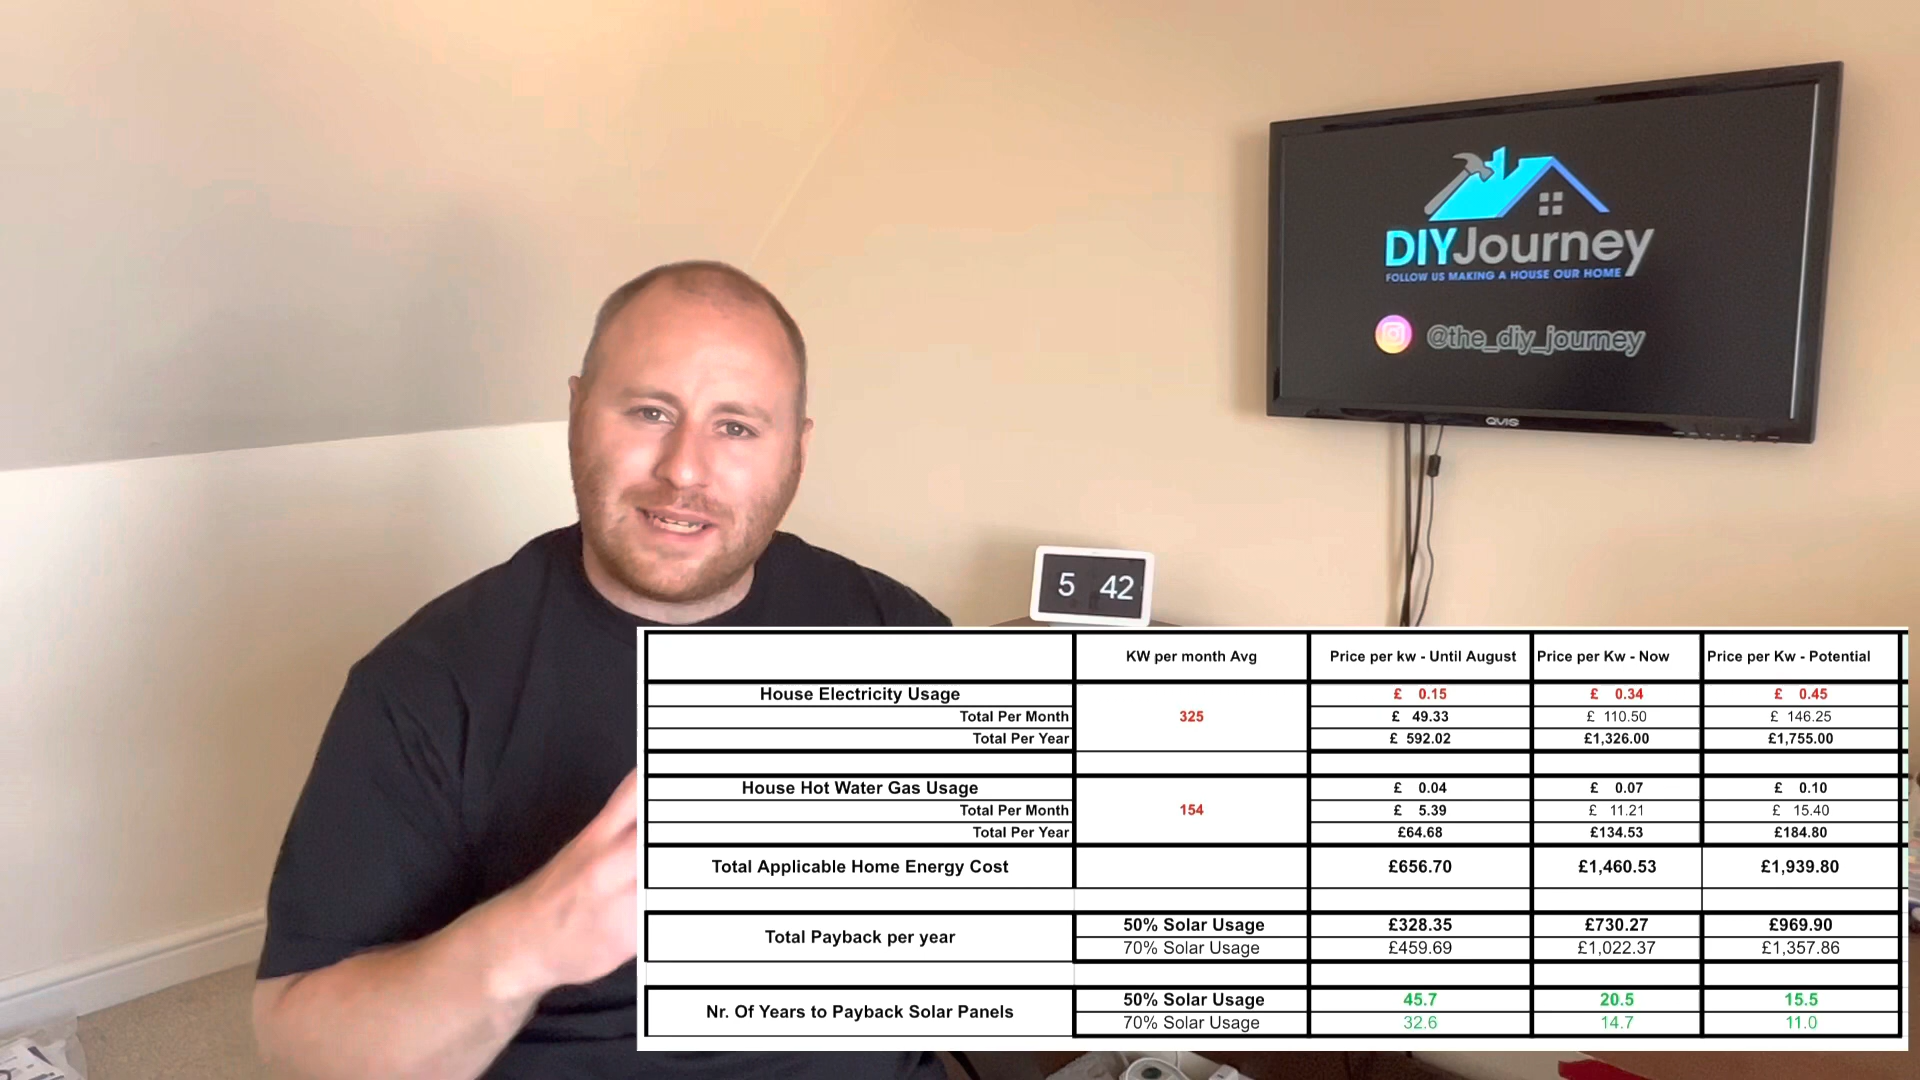 DIYJourney
FOLLOW US MAKING A HOUSE OUR HOME
@the_diy_journey
QVIS
5 42
KW per month Avg Price per kw - Until August Price per Kw - Now Price per Kw - Potential
House Electricity Usage £ 0.15 £ 0.34 £ 0.45
Total Per Month 325 £ 49.33 £ 110.50 £ 146.25
Total Per Year £ 592.02 £1,326.00 £1,755.00
House Hot Water Gas Usage £ 0.04 £ 0.07 £ 0.10
Total Per Month 154 £ 5.39 £ 11.21 £ 15.40
Total Per Year £64.68 £134.53 £184.80
Total Applicable Home Energy Cost £656.70 £1,460.53 £1,939.80
Total Payback per year
50% Solar Usage £328.35 £730.27 £969.90
70% Solar Usage £459.69 £1,022.37 £1,357.86
Nr. Of Years to Payback Solar Panels
50% Solar Usage 45.7 20.5 15.5
70% Solar Usage 32.6 14.7 11.0